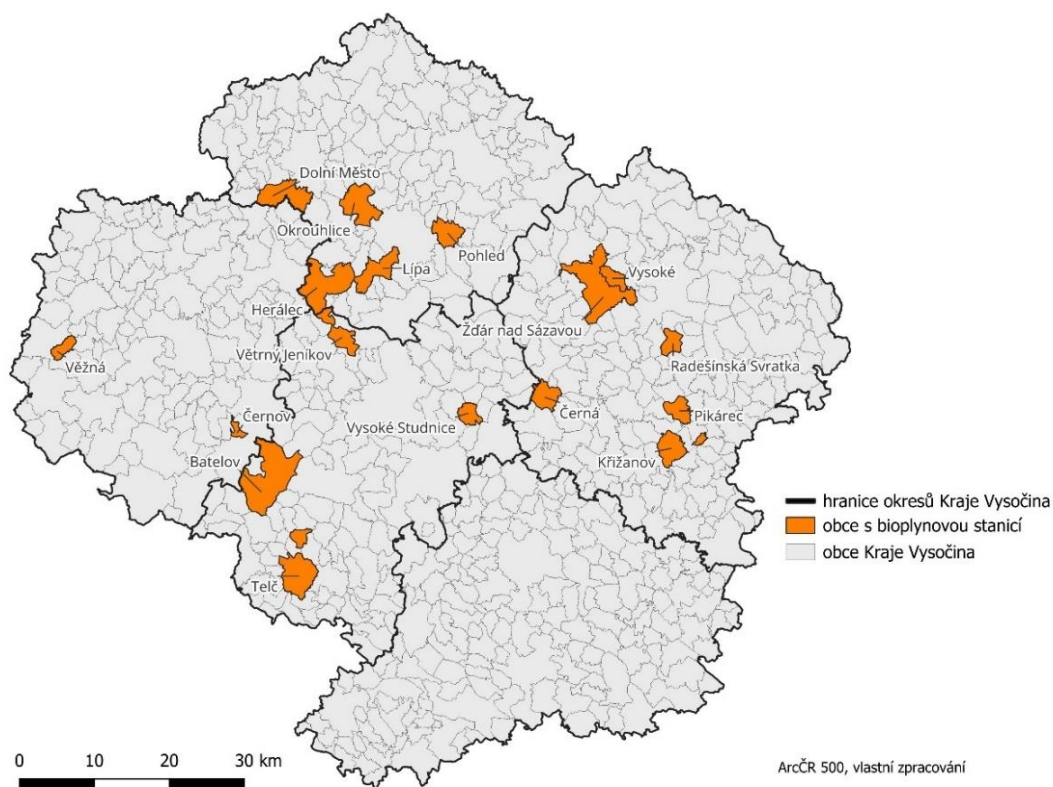 Dolní Město
Okrouhlice
Pohled
Lípa
Vysoké
Herálec
Žďár nad Sázavou
Větrný Jeníkov
Věžná
Radešínská Svratka
Černov
Vysoké Studnice
Černá
Pikárec
Batelov
Křižanov
hranice okresů Kraje Vysočina
obce s bioplynovou stanicí
obce Kraje Vysočina
Telč
0 10 20 30 km
ArcČR 500, vlastní zpracování